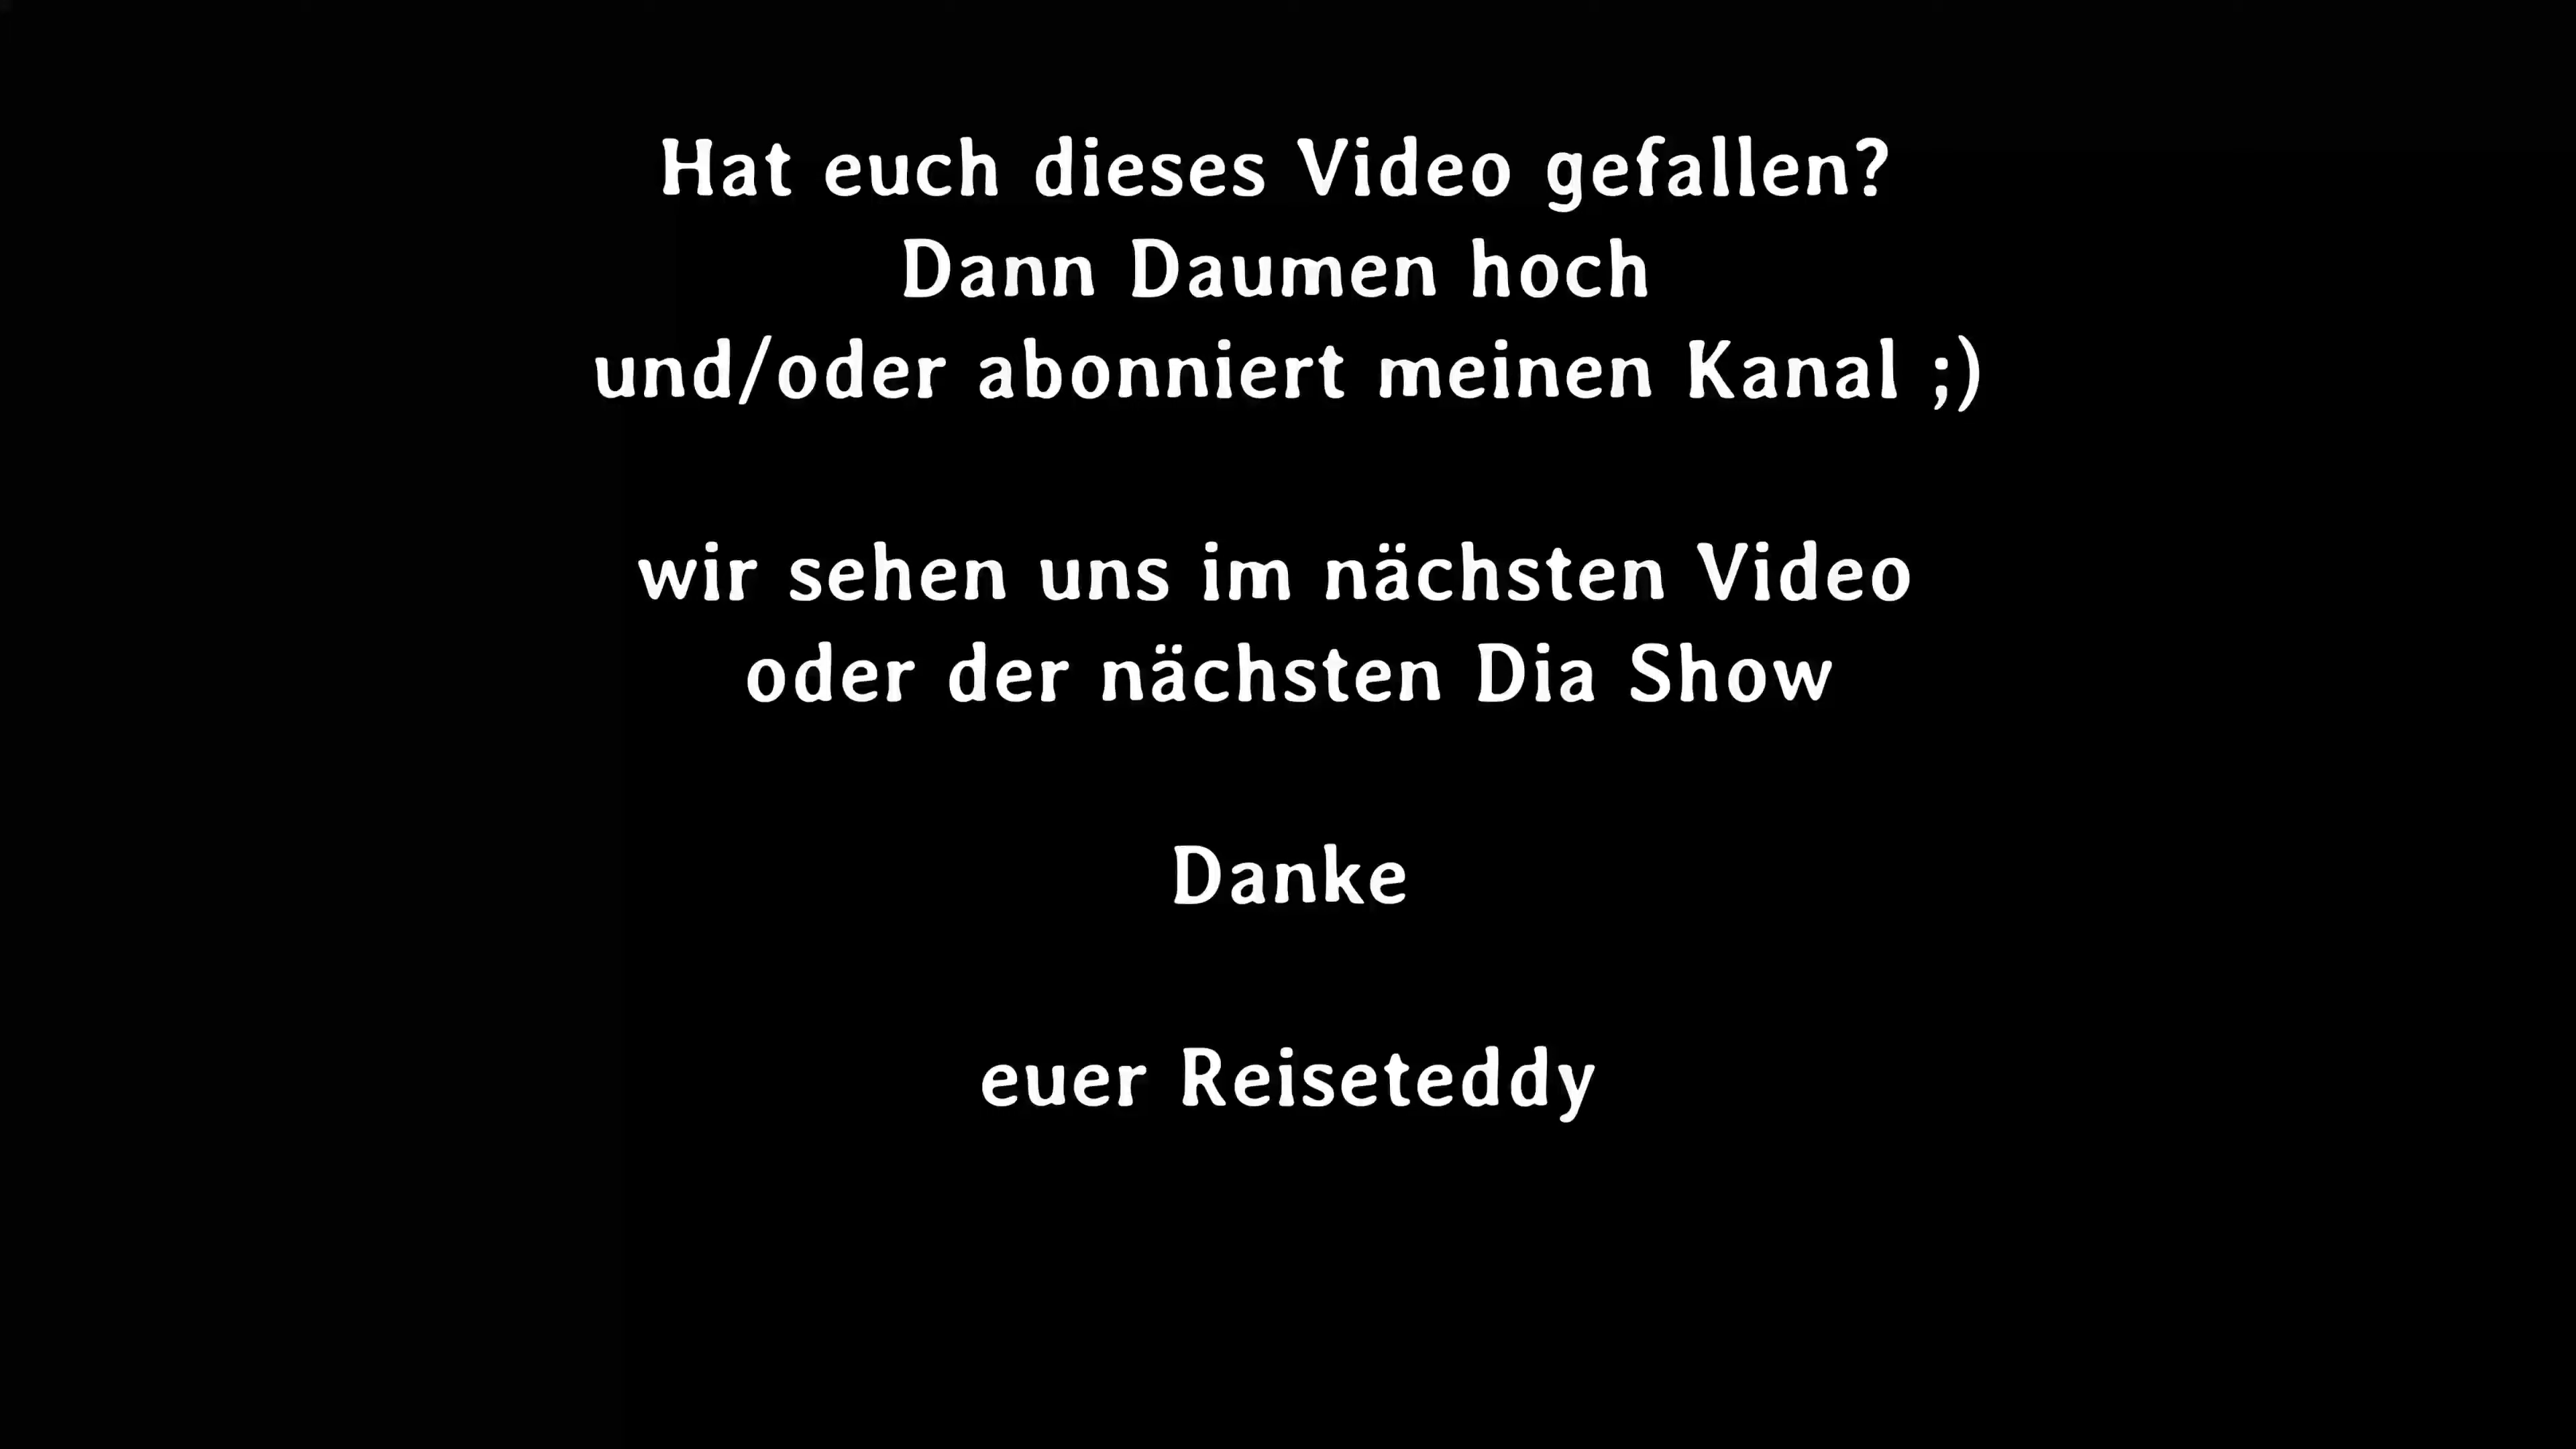 Hat euch dieses Video gefallen?
Dann Daumen hoch
und/oder abonniert meinen Kanal ;)
wir sehen uns im nächsten Video
oder der nächsten Dia Show
Danke
euer Reiseteddy